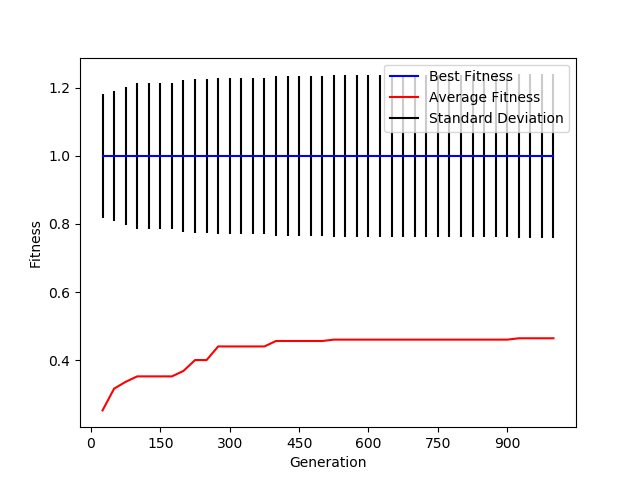 Best Fitness
Average Fitness
Standard Deviation
1.2
1.0
0.8
0.6
0.4
Fitness
0 150 300 450 600 750 900
Generation